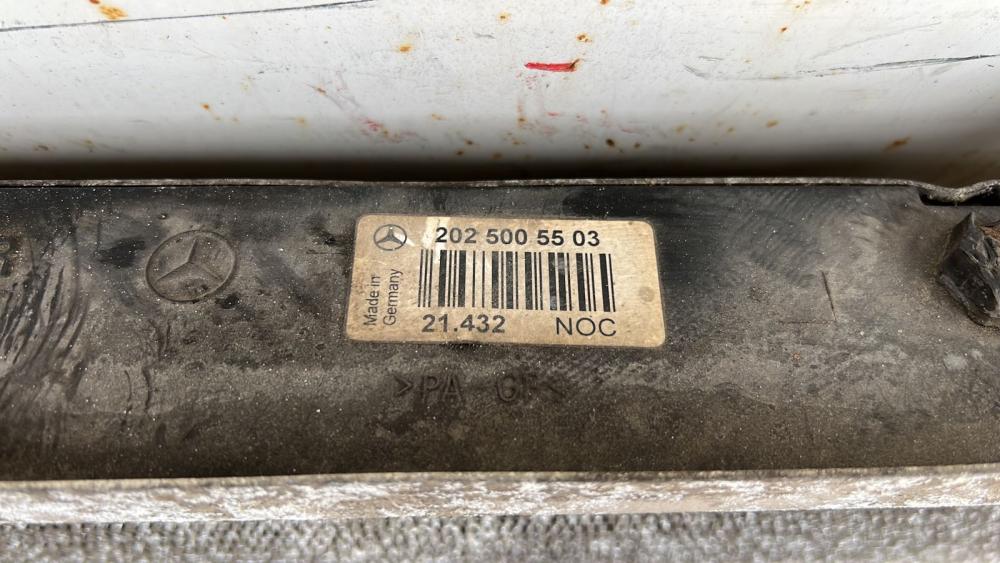 202 500 55 03
Made in
Germany
21.432 NOC
>PA GF<